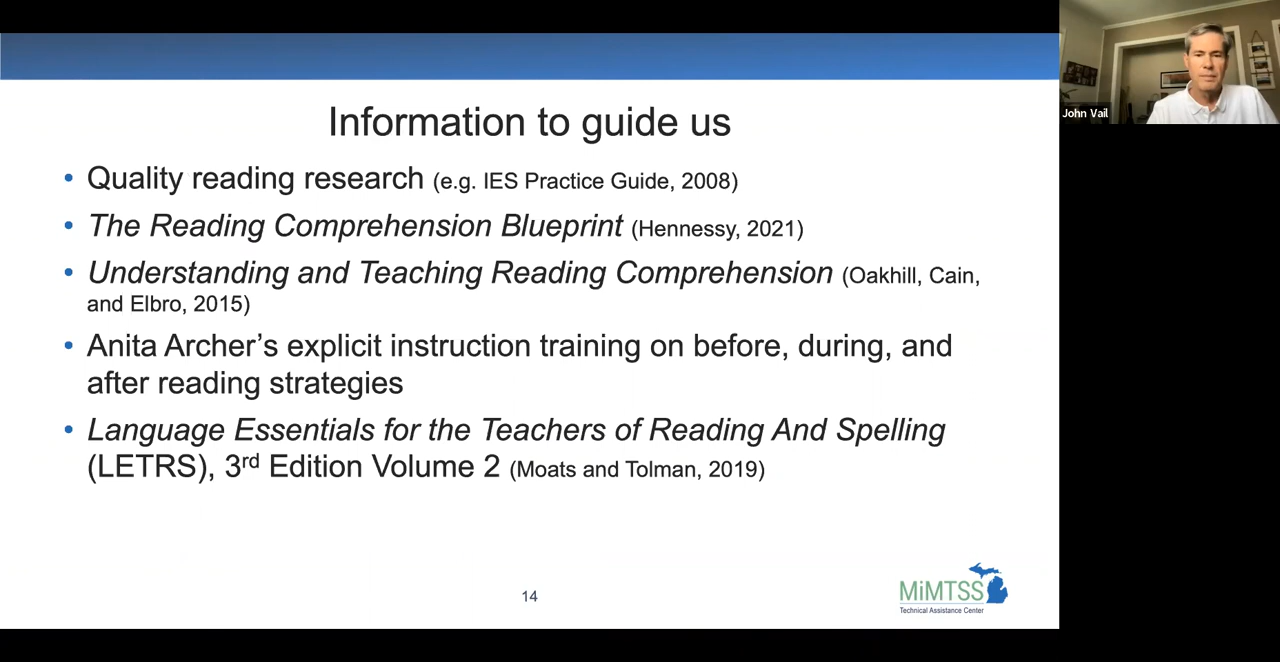 Information to guide us
• Quality reading research (e.g. IES Practice Guide, 2008)
• The Reading Comprehension Blueprint (Hennessy, 2021)
• Understanding and Teaching Reading Comprehension (Oakhill, Cain,
and Elbro, 2015)
• Anita Archer’s explicit instruction training on before, during, and
after reading strategies
• Language Essentials for the Teachers of Reading And Spelling
(LETRS), 3rd Edition Volume 2 (Moats and Tolman, 2019)
14
MiMTSS
Technical Assistance Center
John Vail